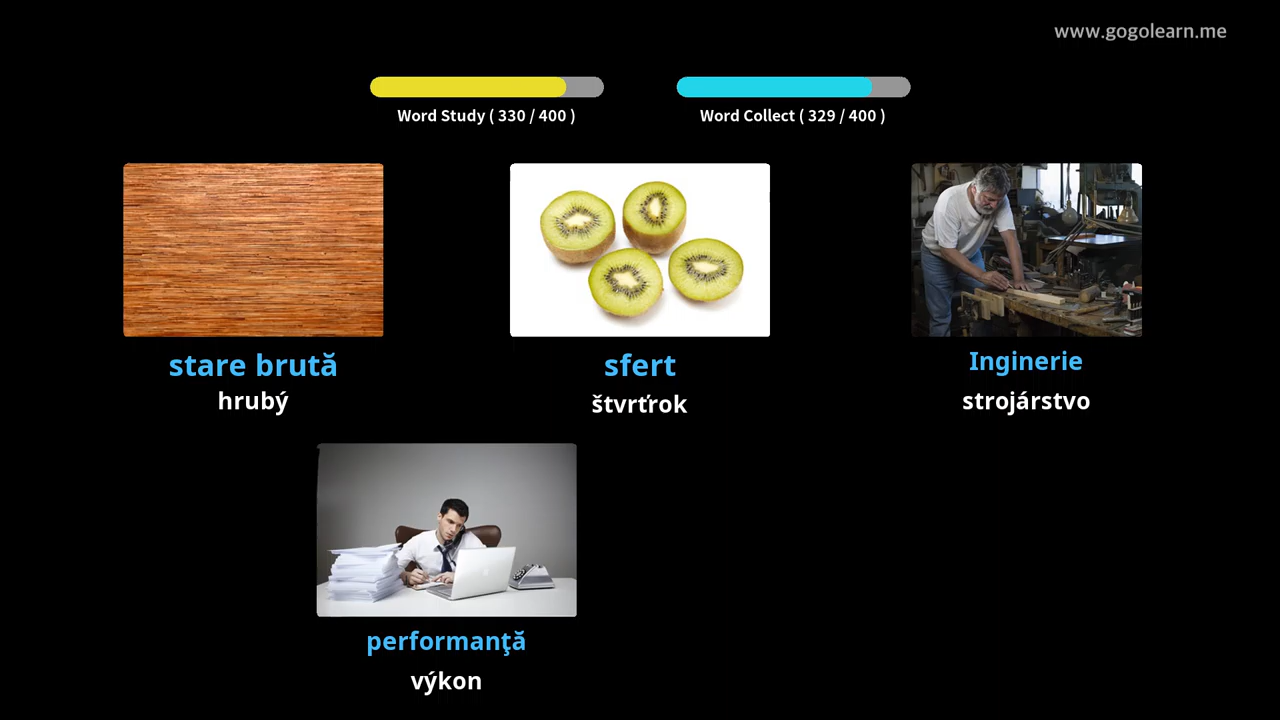 www.gogolearn.me
Word Study ( 330 / 400 )
Word Collect ( 329 / 400 )
stare brută
hrubý
sfert
štvrťrok
Inginerie
strojárstvo
performanţă
výkon